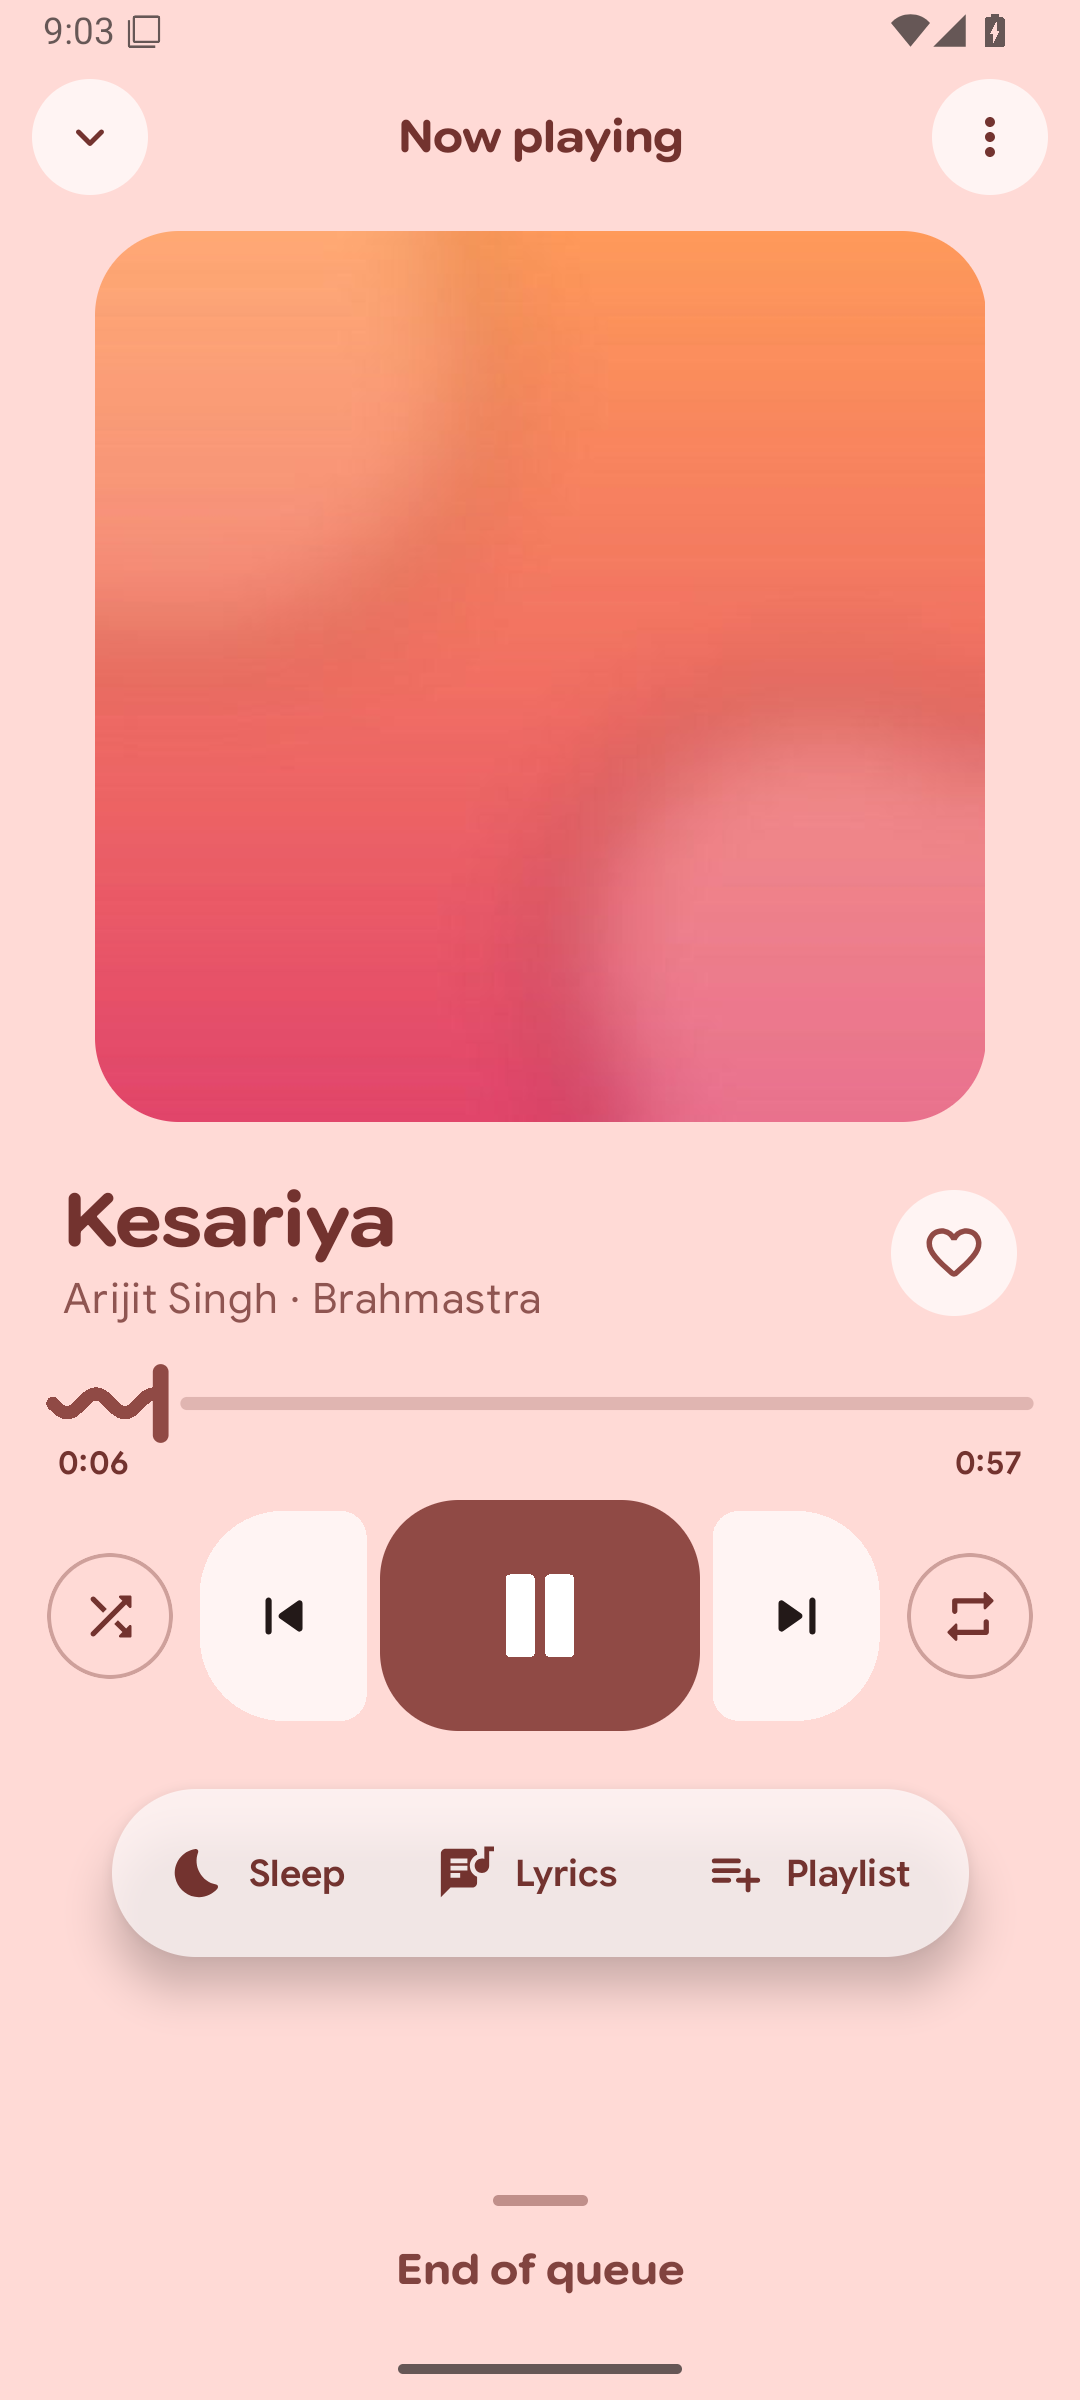 9:03
Now playing
Kesariya
Arijit Singh · Brahmastra
0:06
0:57
Sleep
Lyrics
Playlist
End of queue